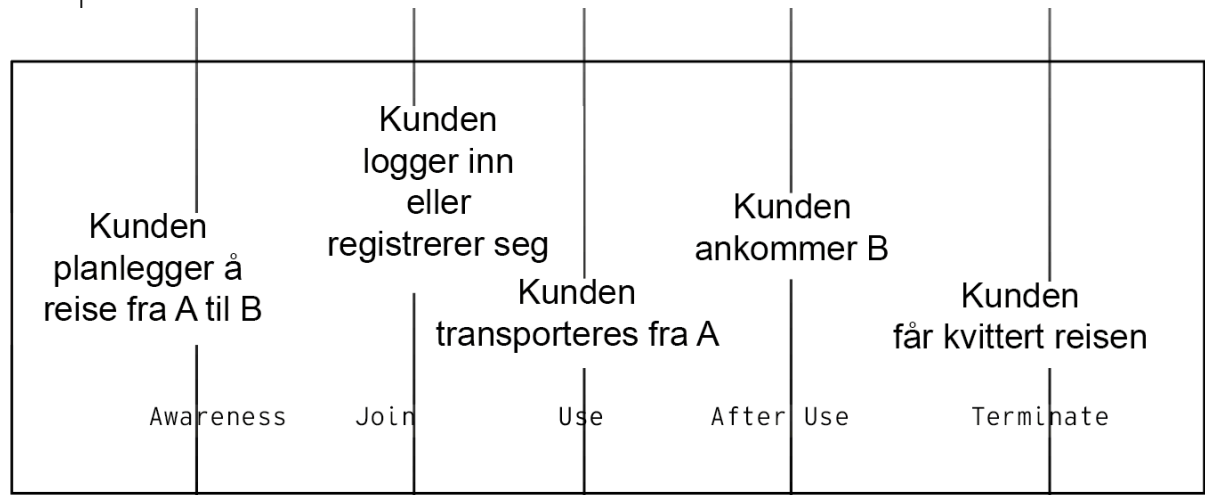 Kunden
planlegger å
reise fra A til B
Kunden
logger inn
eller
registrerer seg
Kunden
transporteres fra A
Kunden
ankommer B
Kunden
får kvittert reisen
Awareness
Join
Use
After Use
Terminate